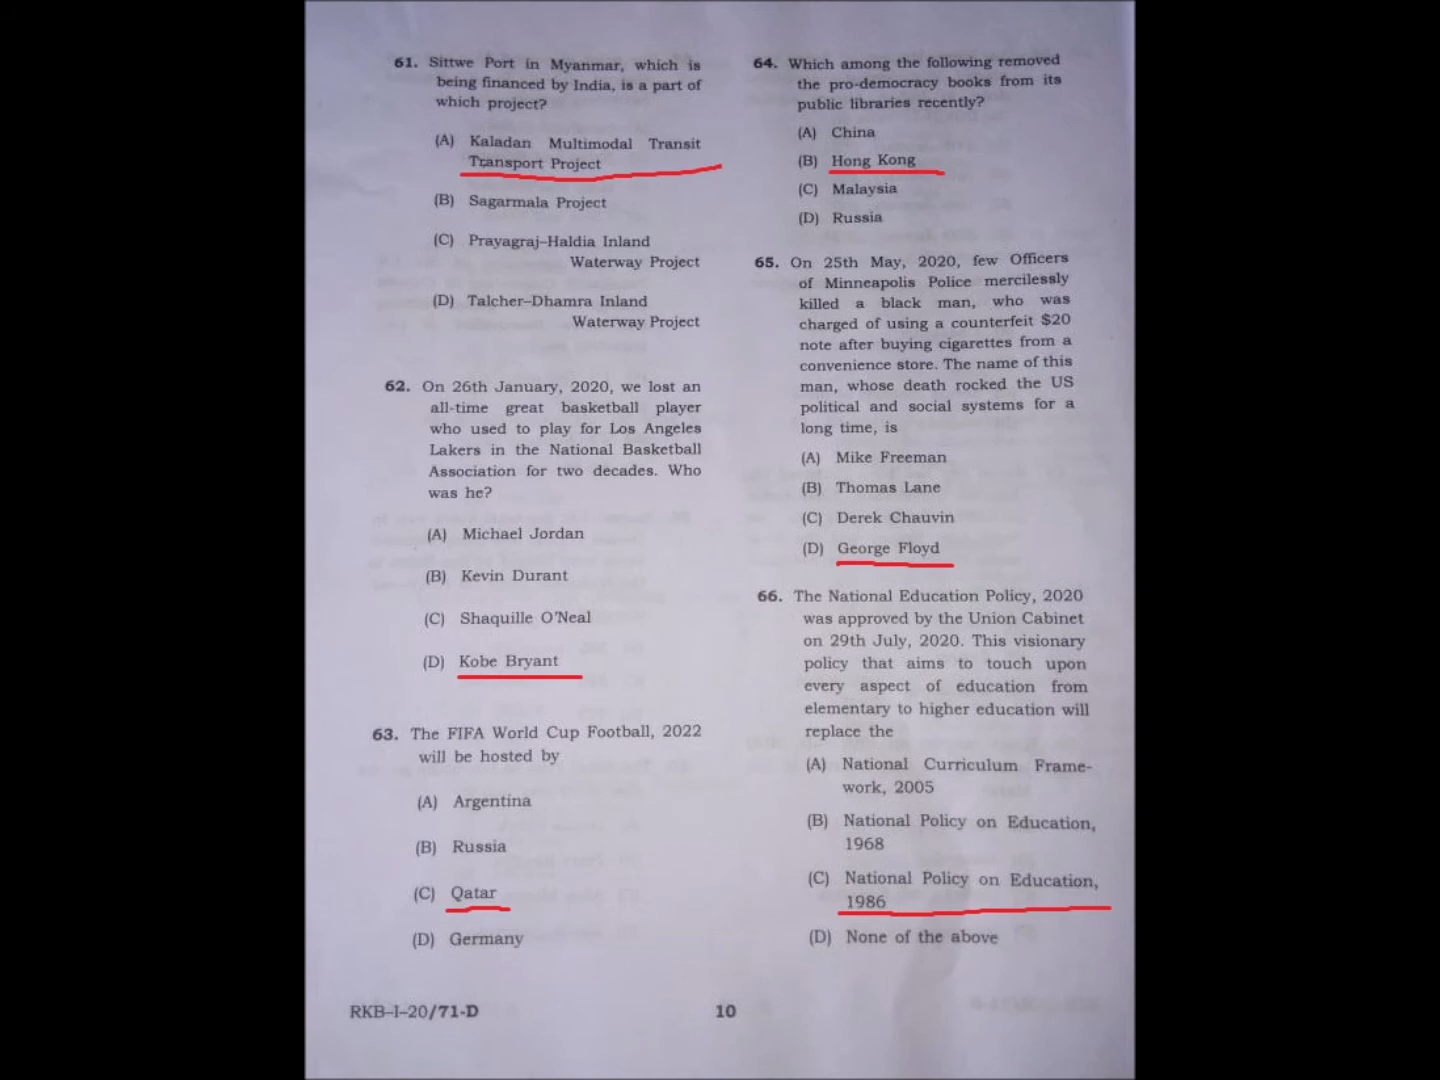 61. Sittwe Port in Myanmar, which is
being financed by India, is a part of
which project?
(A) Kaladan Multimodal Transit
Transport Project
(B) Sagarmala Project
(C) Prayagraj–Haldia Inland
Waterway Project
(D) Talcher–Dhamra Inland
Waterway Project
62. On 26th January, 2020, we lost an
all-time great basketball player
who used to play for Los Angeles
Lakers in the National Basketball
Association for two decades. Who
was he?
(A) Michael Jordan
(B) Kevin Durant
(C) Shaquille O'Neal
(D) Kobe Bryant
63. The FIFA World Cup Football, 2022
will be hosted by
(A) Argentina
(B) Russia
(C) Qatar
(D) Germany
64. Which among the following removed
the pro-democracy books from its
public libraries recently?
(A) China
(B) Hong Kong
(C) Malaysia
(D) Russia
65. On 25th May, 2020, few Officers
of Minneapolis Police mercilessly
killed a black man, who was
charged of using a counterfeit $20
note after buying cigarettes from a
convenience store. The name of this
man, whose death rocked the US
political and social systems for a
long time, is
(A) Mike Freeman
(B) Thomas Lane
(C) Derek Chauvin
(D) George Floyd
66. The National Education Policy, 2020
was approved by the Union Cabinet
on 29th July, 2020. This visionary
policy that aims to touch upon
every aspect of education from
elementary to higher education will
replace the
(A) National Curriculum Frame-
work, 2005
(B) National Policy on Education,
1968
(C) National Policy on Education,
1986
(D) None of the above
RKB–I–20/71-D
10